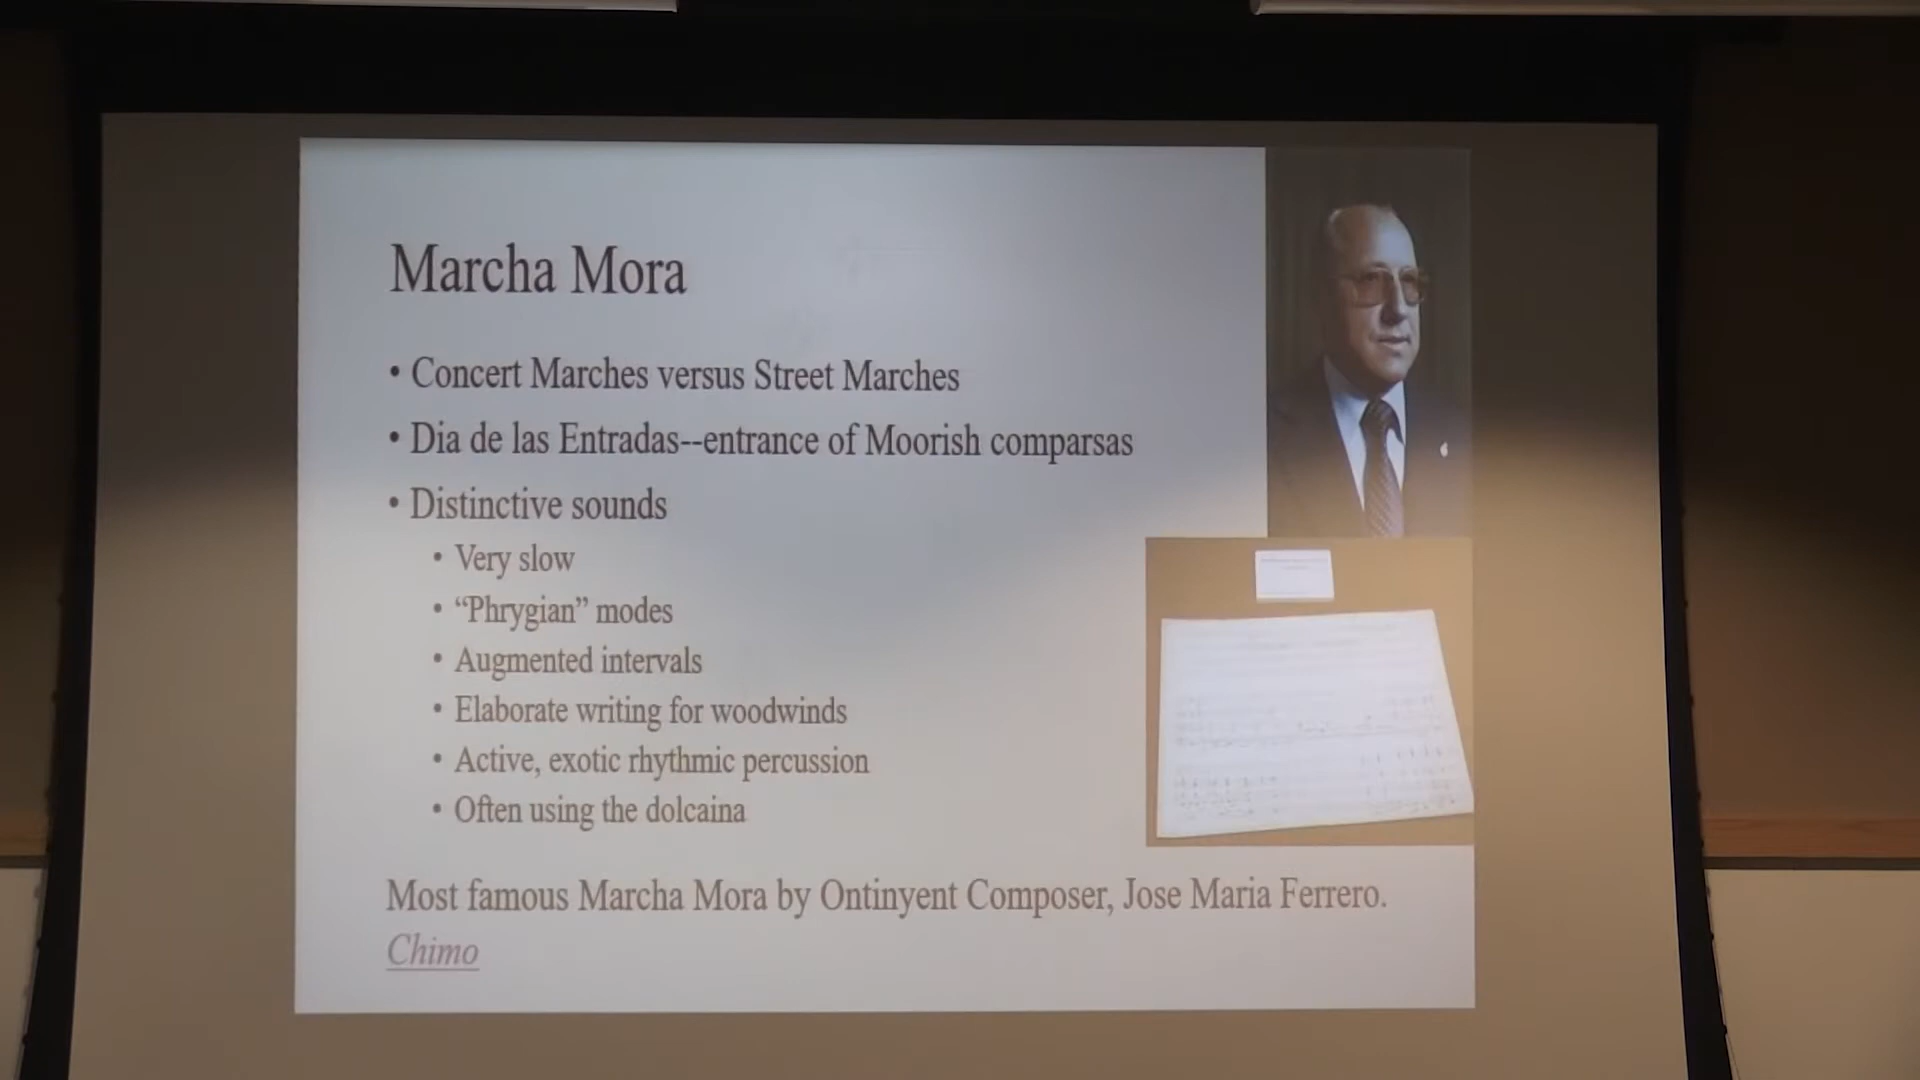 Marcha Mora
• Concert Marches versus Street Marches
• Dia de las Entradas--entrance of Moorish comparsas
• Distinctive sounds
• Very slow
• “Phrygian” modes
• Augmented intervals
• Elaborate writing for woodwinds
• Active, exotic rhythmic percussion
• Often using the dolcaina
Most famous Marcha Mora by Ontinyent Composer, Jose Maria Ferrero.
Chimo